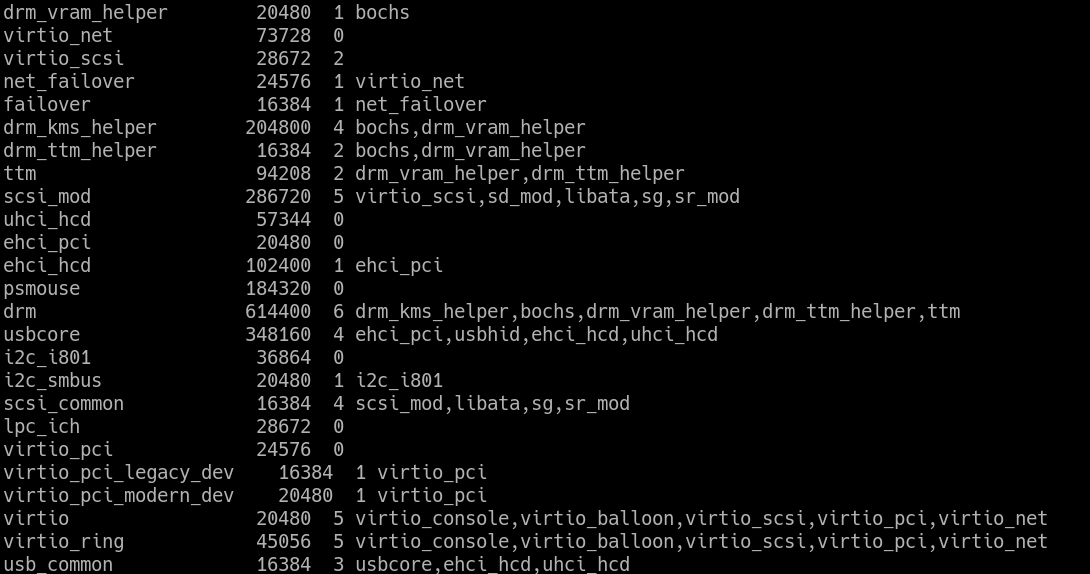 drm_vram_helper        20480  1 bochs
virtio_net             73728  0
virtio_scsi            28672  2
net_failover           24576  1 virtio_net
failover               16384  1 net_failover
drm_kms_helper        204800  4 bochs,drm_vram_helper
drm_ttm_helper         16384  2 bochs,drm_vram_helper
ttm                    94208  2 drm_vram_helper,drm_ttm_helper
scsi_mod              286720  5 virtio_scsi,sd_mod,libata,sg,sr_mod
uhci_hcd               57344  0
ehci_pci               20480  0
ehci_hcd              102400  1 ehci_pci
psmouse               184320  0
drm                   614400  6 drm_kms_helper,bochs,drm_vram_helper,drm_ttm_helper,ttm
usbcore               348160  4 ehci_pci,usbhid,ehci_hcd,uhci_hcd
i2c_i801               36864  0
i2c_smbus              20480  1 i2c_i801
scsi_common            16384  4 scsi_mod,libata,sg,sr_mod
lpc_ich                28672  0
virtio_pci             24576  0
virtio_pci_legacy_dev    16384  1 virtio_pci
virtio_pci_modern_dev    20480  1 virtio_pci
virtio                 20480  5 virtio_console,virtio_balloon,virtio_scsi,virtio_pci,virtio_net
virtio_ring            45056  5 virtio_console,virtio_balloon,virtio_scsi,virtio_pci,virtio_net
usb_common             16384  3 usbcore,ehci_hcd,uhci_hcd